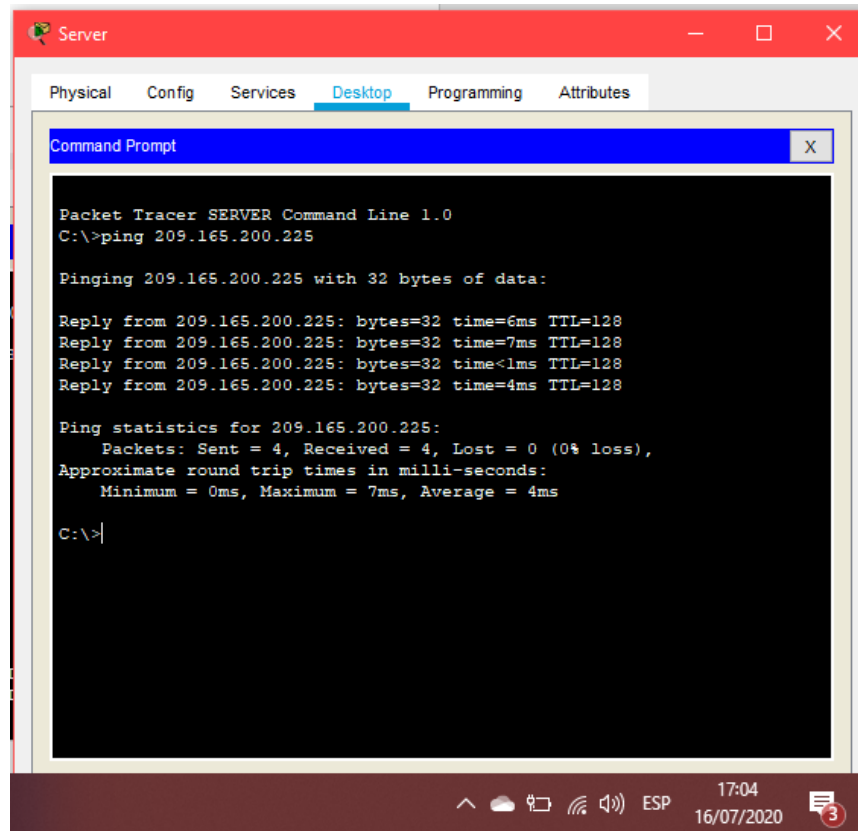 Server
Physical Config Services Desktop Programming Attributes
Command Prompt
X
Packet Tracer SERVER Command Line 1.0
C:\>ping 209.165.200.225
Pinging 209.165.200.225 with 32 bytes of data:
Reply from 209.165.200.225: bytes=32 time=6ms TTL=128
Reply from 209.165.200.225: bytes=32 time=7ms TTL=128
Reply from 209.165.200.225: bytes=32 time<1ms TTL=128
Reply from 209.165.200.225: bytes=32 time=4ms TTL=128
Ping statistics for 209.165.200.225:
Packets: Sent = 4, Received = 4, Lost = 0 (0% loss),
Approximate round trip times in milli-seconds:
Minimum = 0ms, Maximum = 7ms, Average = 4ms
C:\>
ESP
17:04
16/07/2020
3